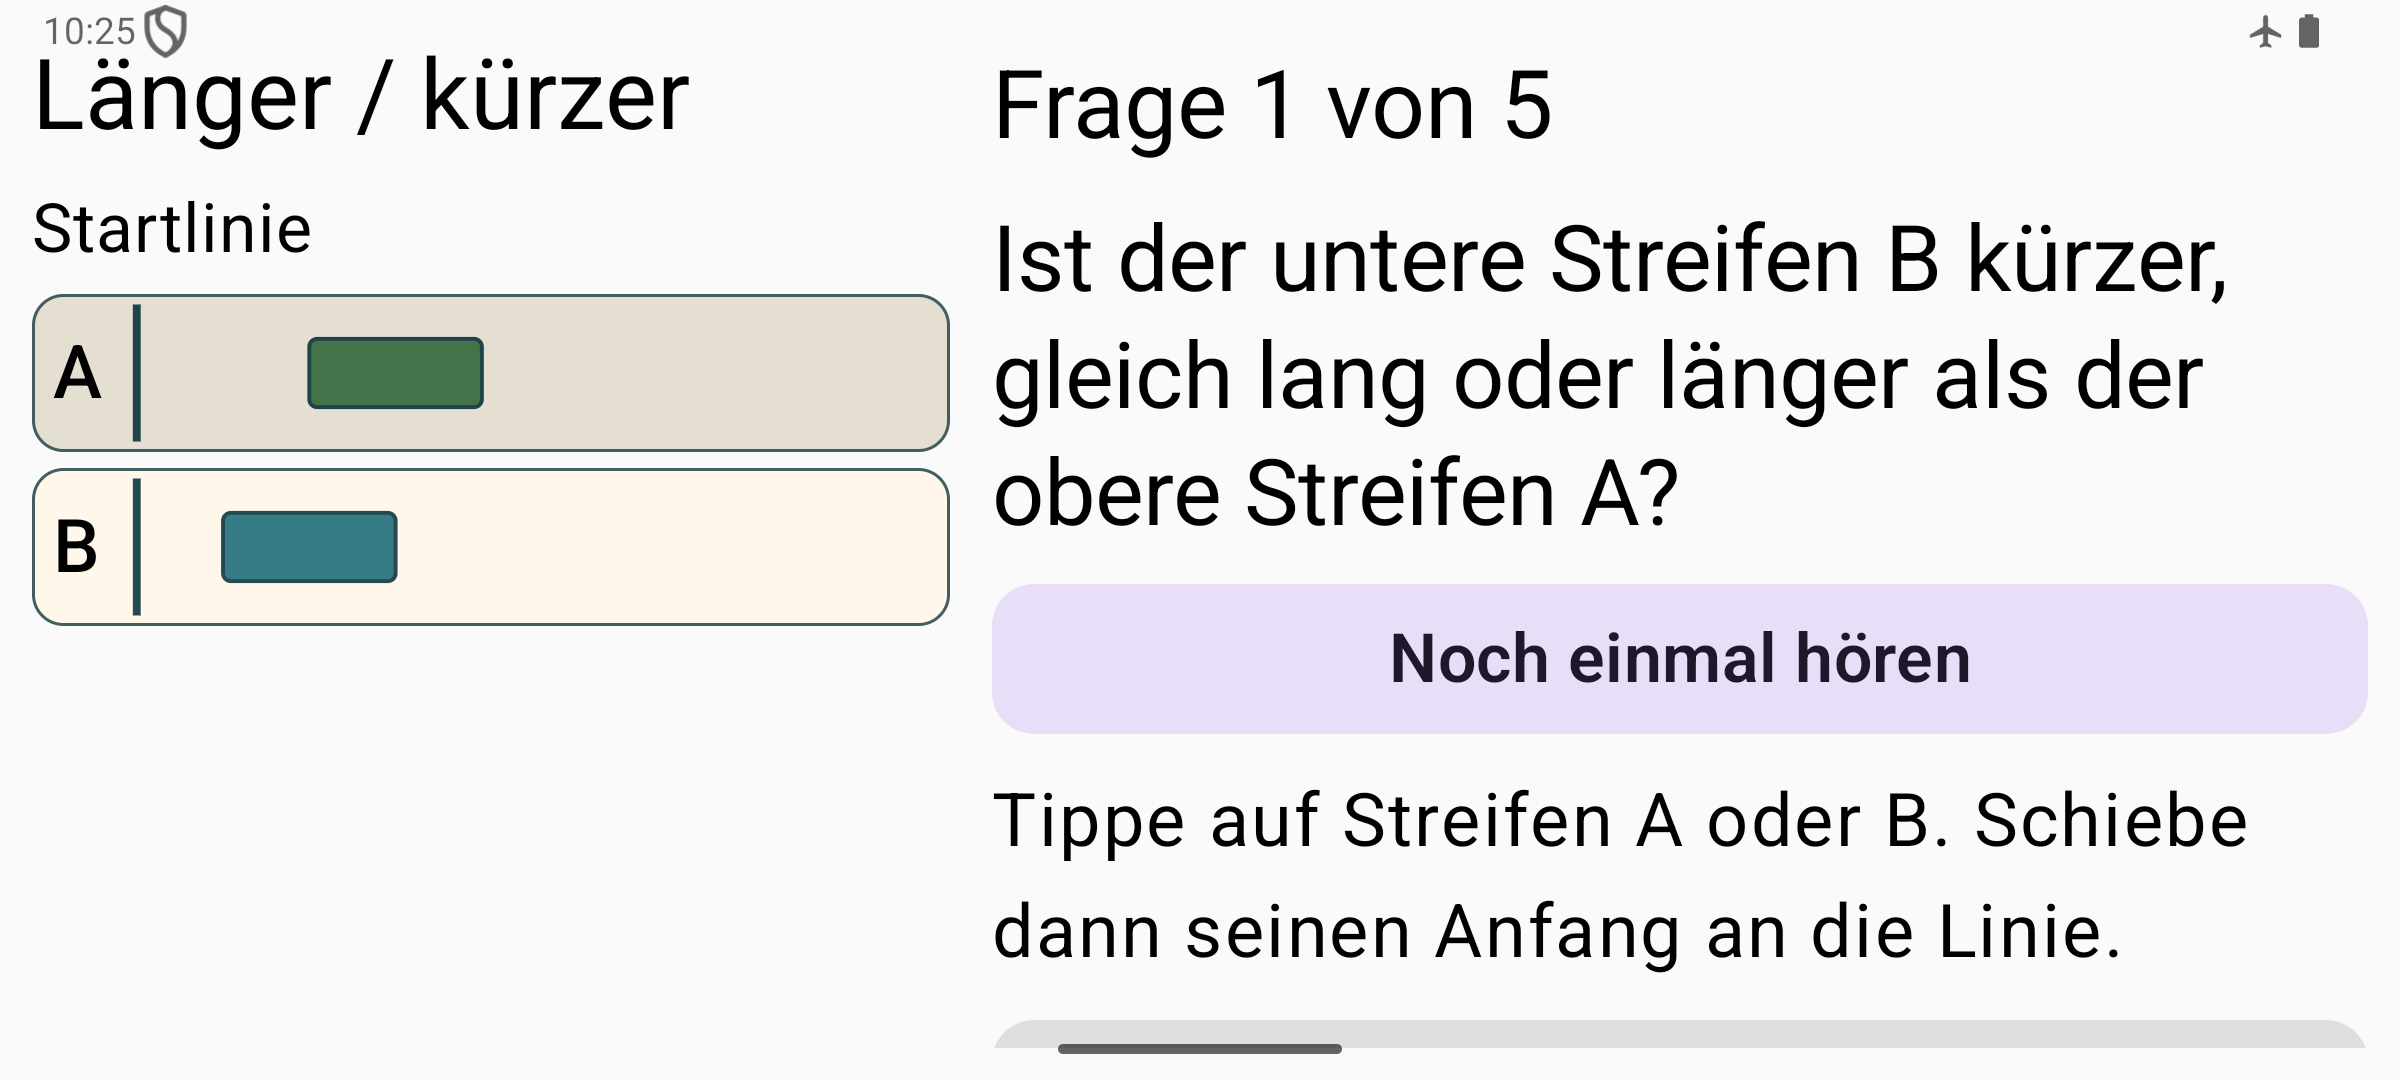 10:25
Länger / kürzer
Startlinie
A
B
Frage 1 von 5
Ist der untere Streifen B kürzer,
gleich lang oder länger als der
obere Streifen A?
Noch einmal hören
Tippe auf Streifen A oder B. Schiebe
dann seinen Anfang an die Linie.